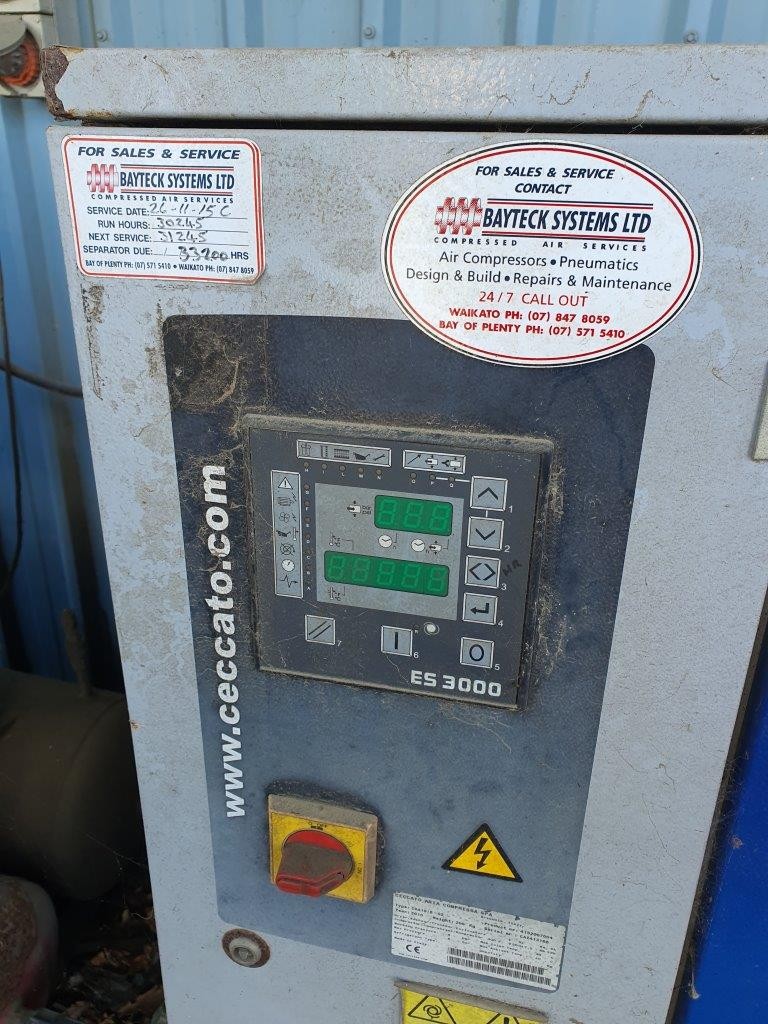 FOR SALES & SERVICE
BAYTECK SYSTEMS LTD
COMPRESSED AIR SERVICES
SERVICE DATE: 26-11-15 C
RUN HOURS: 30245
NEXT SERVICE: 31245
SEPARATOR DUE: 33200 HRS
BAY OF PLENTY PH: (07) 571 5410 • WAIKATO PH: (07) 847 8059
FOR SALES & SERVICE
CONTACT
BAYTECK SYSTEMS LTD
COMPRESSED AIR SERVICES
Air Compressors • Pneumatics
Design & Build • Repairs & Maintenance
24/7 CALL OUT
WAIKATO PH: (07) 847 8059
BAY OF PLENTY PH: (07) 571 5410
www.ceccato.com
1
2
HR
3
4
7
6
5
ES 3000
CECCATO ARIA COMPRESSA SPA
CE